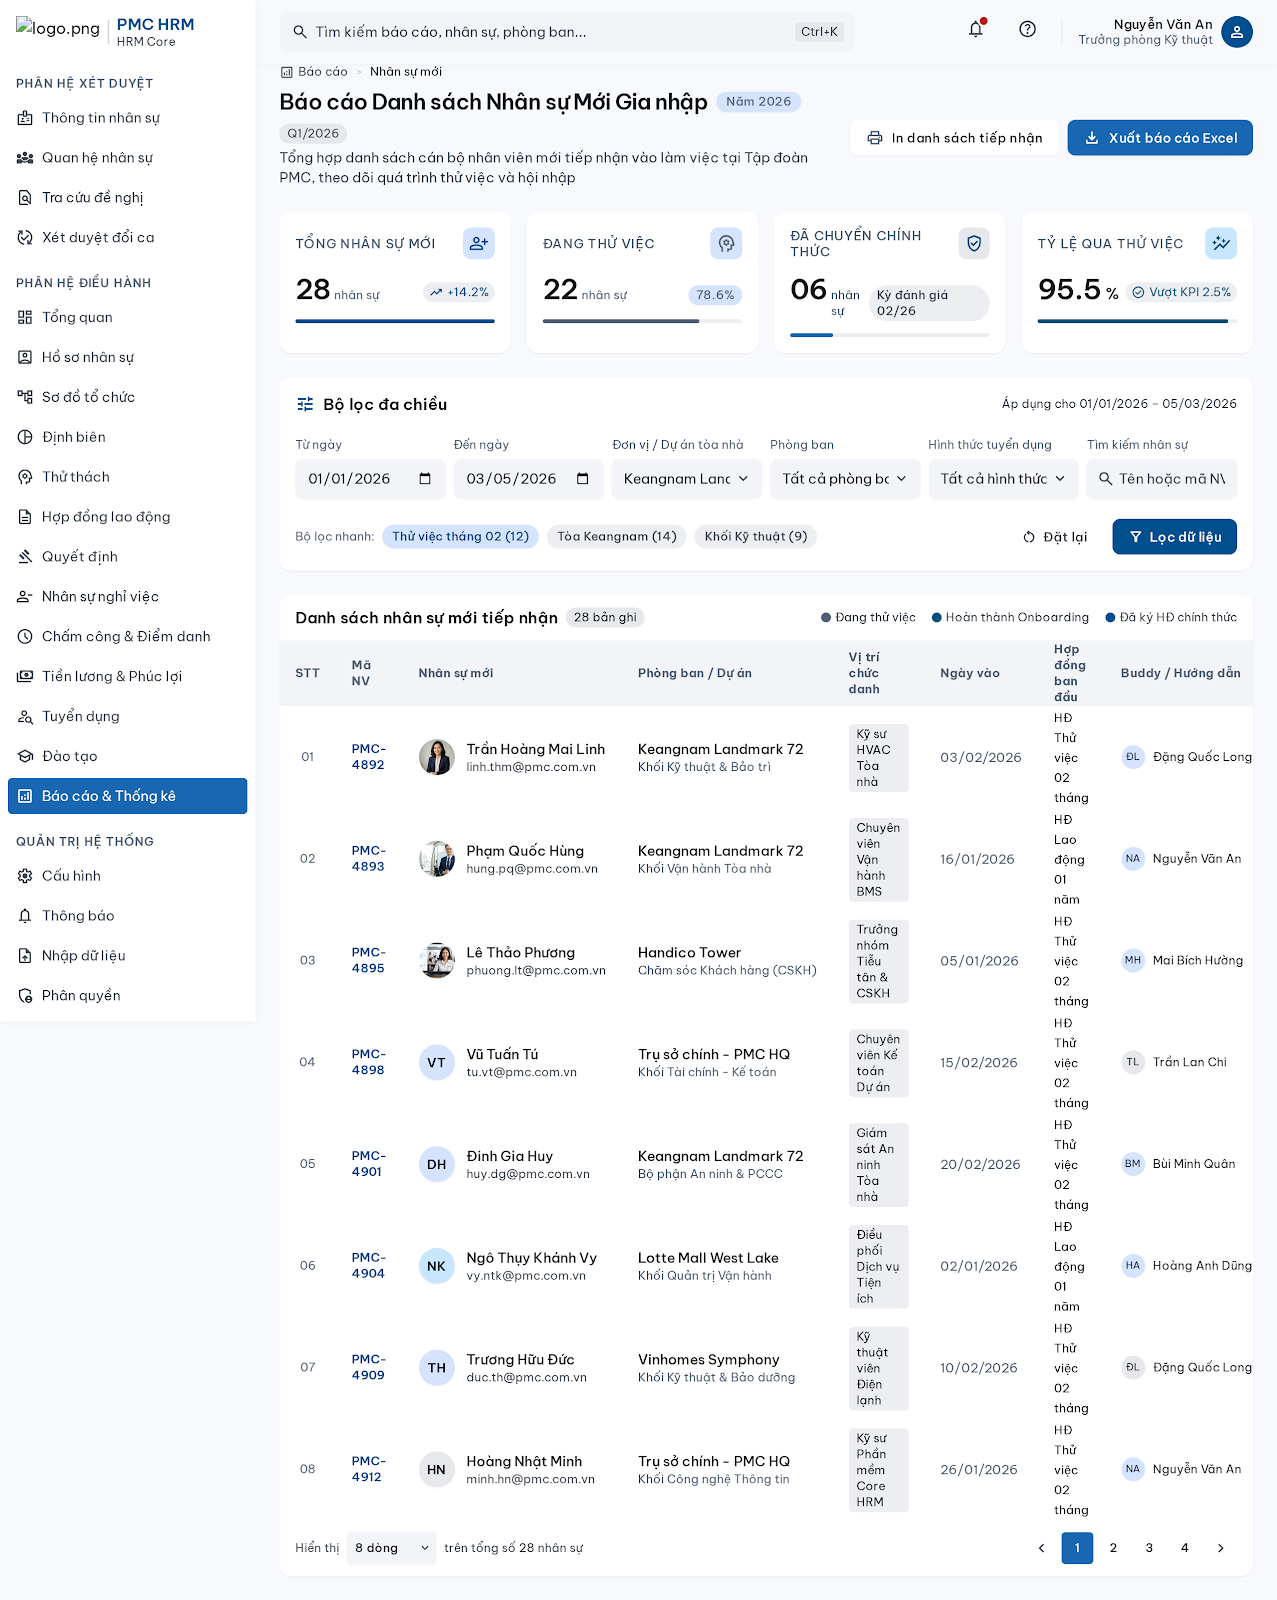 logo.png
PMC HRM
HRM Core
Tìm kiếm báo cáo, nhân sự, phòng ban...
Ctrl+K
Nguyễn Văn An
Trưởng phòng Kỹ thuật
PHÂN HỆ XÉT DUYỆT
Thông tin nhân sự
Quan hệ nhân sự
Tra cứu đề nghị
Xét duyệt đổi ca
PHÂN HỆ ĐIỀU HÀNH
Tổng quan
Hồ sơ nhân sự
Sơ đồ tổ chức
Định biên
Thử thách
Hợp đồng lao động
Quyết định
Nhân sự nghỉ việc
Chấm công & Điểm danh
Tiền lương & Phúc lợi
Tuyển dụng
Đào tạo
Báo cáo & Thống kê
QUẢN TRỊ HỆ THỐNG
Cấu hình
Thông báo
Nhập dữ liệu
Phân quyền
Báo cáo > Nhân sự mới
Báo cáo Danh sách Nhân sự Mới Gia nhập
Năm 2026
Q1/2026
Tổng hợp danh sách cán bộ nhân viên mới tiếp nhận vào làm việc tại Tập đoàn
PMC, theo dõi quá trình thử việc và hội nhập
In danh sách tiếp nhận
Xuất báo cáo Excel
TỔNG NHÂN SỰ MỚI
28 nhân sự
+14.2%
ĐANG THỬ VIỆC
22 nhân sự
78.6%
ĐÃ CHUYỂN CHÍNH
THỨC
06 nhân
sự
Kỳ đánh giá
02/26
TỶ LỆ QUA THỬ VIỆC
95.5 %
Vượt KPI 2.5%
Bộ lọc đa chiều
Áp dụng cho 01/01/2026 – 05/03/2026
Từ ngày
Đến ngày
Đơn vị / Dự án tòa nhà
Phòng ban
Hình thức tuyển dụng
Tìm kiếm nhân sự
01/01/2026
03/05/2026
Keangnam Lanc
Tất cả phòng bc
Tất cả hình thức
Tên hoặc mã NV
Bộ lọc nhanh:
Thử việc tháng 02 (12)
Tòa Keangnam (14)
Khối Kỹ thuật (9)
Đặt lại
Lọc dữ liệu
Danh sách nhân sự mới tiếp nhận
28 bản ghi
Đang thử việc
Hoàn thành Onboarding
Đã ký HĐ chính thức
STT
Mã
NV
Nhân sự mới
Phòng ban / Dự án
Vị trí
chức
danh
Ngày vào
Hợp
đồng
ban
đầu
Buddy / Hướng dẫn
01
PMC-
4892
Trần Hoàng Mai Linh
linh.thm@pmc.com.vn
Keangnam Landmark 72
Khối Kỹ thuật & Bảo trì
Kỹ sư
HVAC
Tòa
nhà
03/02/2026
HĐ
Thử
việc
02
tháng
ĐL
Đặng Quốc Long
02
PMC-
4893
Phạm Quốc Hùng
hung.pq@pmc.com.vn
Keangnam Landmark 72
Khối Vận hành Tòa nhà
Chuyên
viên
Vận
hành
BMS
16/01/2026
HĐ
Lao
động
01
năm
NA
Nguyễn Văn An
03
PMC-
4895
Lê Thảo Phương
phuong.lt@pmc.com.vn
Handico Tower
Chăm sóc Khách hàng (CSKH)
Trưởng
nhóm
Tiểu
tân &
CSKH
05/01/2026
HĐ
Thử
việc
02
tháng
MH
Mai Bích Hường
04
PMC-
4898
VT
Vũ Tuấn Tú
tu.vt@pmc.com.vn
Trụ sở chính - PMC HQ
Khối Tài chính - Kế toán
Chuyên
viên Kế
toán
Dự án
15/02/2026
HĐ
Thử
việc
02
tháng
TL
Trần Lan Chi
05
PMC-
4901
DH
Đinh Gia Huy
huy.dg@pmc.com.vn
Keangnam Landmark 72
Bộ phận An ninh & PCCC
Giám
sát An
ninh
Tòa
nhà
20/02/2026
HĐ
Thử
việc
02
tháng
BM
Bùi Minh Quân
06
PMC-
4904
NK
Ngô Thụy Khánh Vy
vy.ntk@pmc.com.vn
Lotte Mall West Lake
Khối Quản trị Vận hành
Điều
phối
Dịch vụ
Tiện
ích
02/01/2026
HĐ
Lao
động
01
năm
HA
Hoàng Anh Dũng
07
PMC-
4909
TH
Trương Hữu Đức
duc.th@pmc.com.vn
Vinhomes Symphony
Khối Kỹ thuật & Bảo dưỡng
Kỹ
thuật
viên
Điện
lạnh
10/02/2026
HĐ
Thử
việc
02
tháng
ĐL
Đặng Quốc Long
08
PMC-
4912
HN
Hoàng Nhật Minh
minh.hn@pmc.com.vn
Trụ sở chính - PMC HQ
Khối Công nghệ Thông tin
Kỹ sư
Phần
mềm
Core
HRM
26/01/2026
HĐ
Thử
việc
02
tháng
NA
Nguyễn Văn An
Hiển thị
8 dòng
trên tổng số 28 nhân sự
1
2
3
4